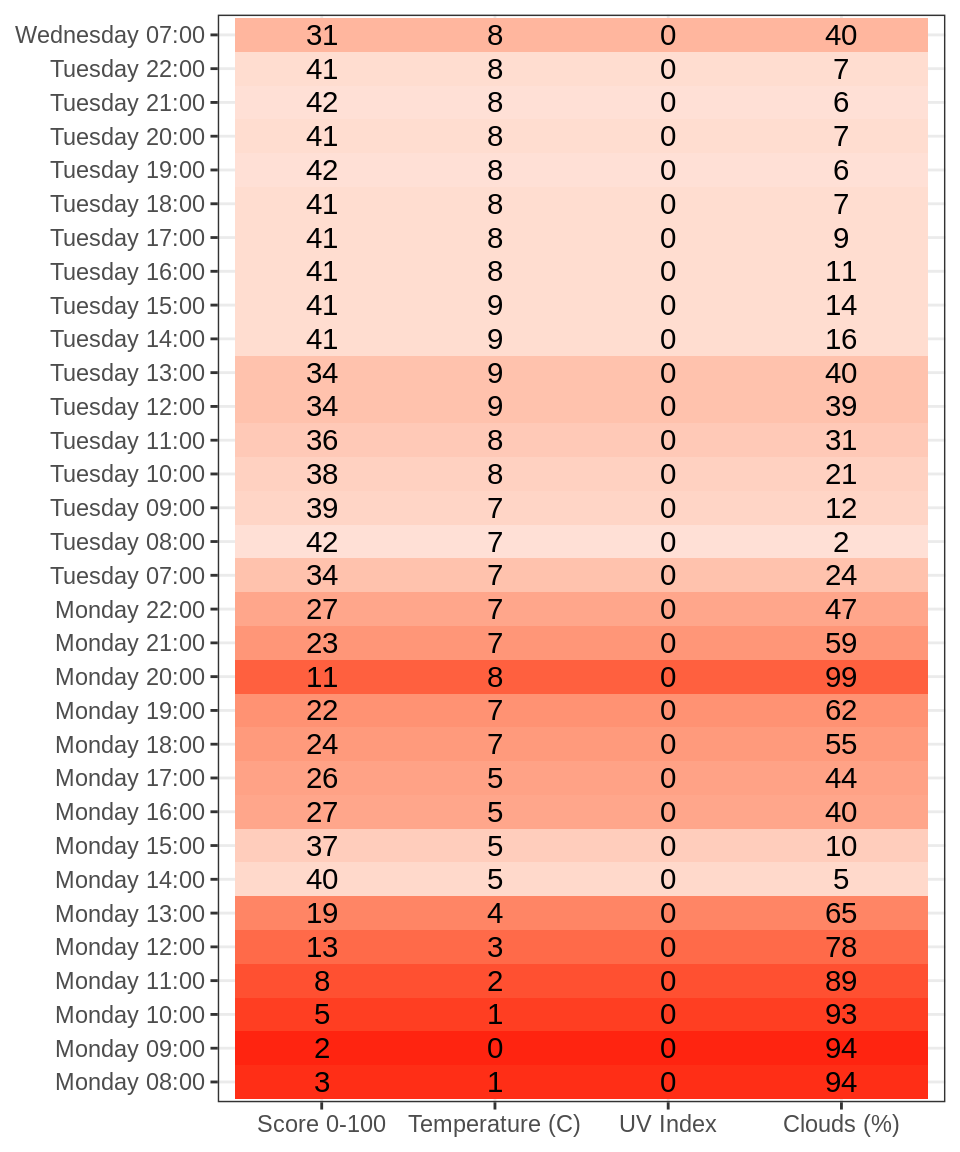 Wednesday 07:00 31 8 0 40
Tuesday 22:00 41 8 0 7
Tuesday 21:00 42 8 0 6
Tuesday 20:00 41 8 0 7
Tuesday 19:00 42 8 0 6
Tuesday 18:00 41 8 0 7
Tuesday 17:00 41 8 0 9
Tuesday 16:00 41 8 0 11
Tuesday 15:00 41 9 0 14
Tuesday 14:00 41 9 0 16
Tuesday 13:00 34 9 0 40
Tuesday 12:00 34 9 0 39
Tuesday 11:00 36 8 0 31
Tuesday 10:00 38 8 0 21
Tuesday 09:00 39 7 0 12
Tuesday 08:00 42 7 0 2
Tuesday 07:00 34 7 0 24
Monday 22:00 27 7 0 47
Monday 21:00 23 7 0 59
Monday 20:00 11 8 0 99
Monday 19:00 22 7 0 62
Monday 18:00 24 7 0 55
Monday 17:00 26 5 0 44
Monday 16:00 27 5 0 40
Monday 15:00 37 5 0 10
Monday 14:00 40 5 0 5
Monday 13:00 19 4 0 65
Monday 12:00 13 3 0 78
Monday 11:00 8 2 0 89
Monday 10:00 5 1 0 93
Monday 09:00 2 0 0 94
Monday 08:00 3 1 0 94
Score 0-100 Temperature (C) UV Index Clouds (%)